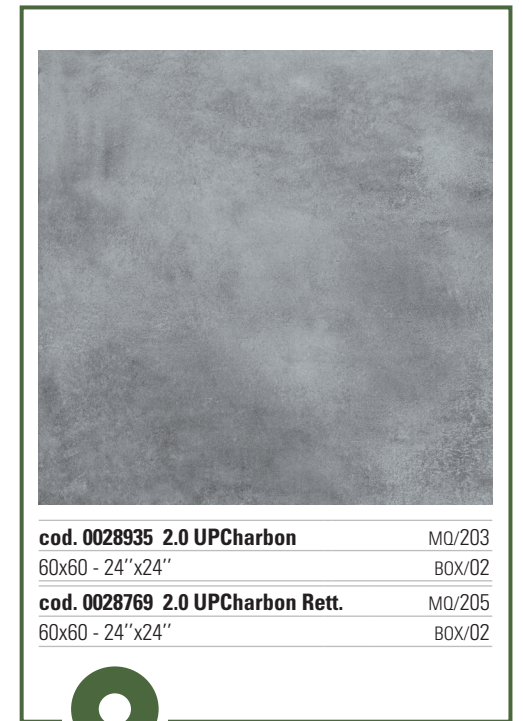 cod. 0028935 2.0 UPCharbon MQ/203
60x60 - 24’’x24’’ BOX/02
cod. 0028769 2.0 UPCharbon Rett. MQ/205
60x60 - 24’’x24’’ BOX/02